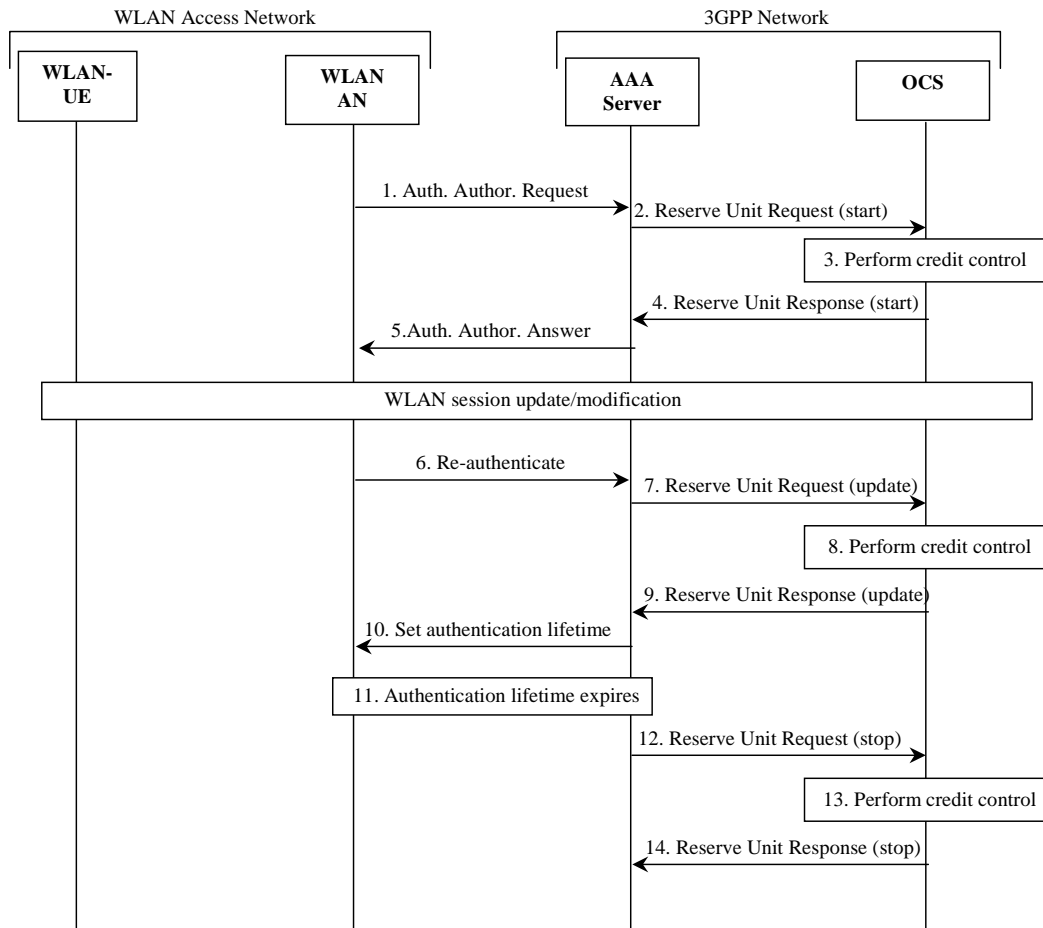 WLAN Access Network
3GPP Network
WLAN-
UE
WLAN
AN
AAA
Server
OCS
1. Auth. Author. Request
2. Reserve Unit Request (start)
3. Perform credit control
4. Reserve Unit Response (start)
5.Auth. Author. Answer
WLAN session update/modification
6. Re-authenticate
7. Reserve Unit Request (update)
8. Perform credit control
9. Reserve Unit Response (update)
10. Set authentication lifetime
11. Authentication lifetime expires
12. Reserve Unit Request (stop)
13. Perform credit control
14. Reserve Unit Response (stop)